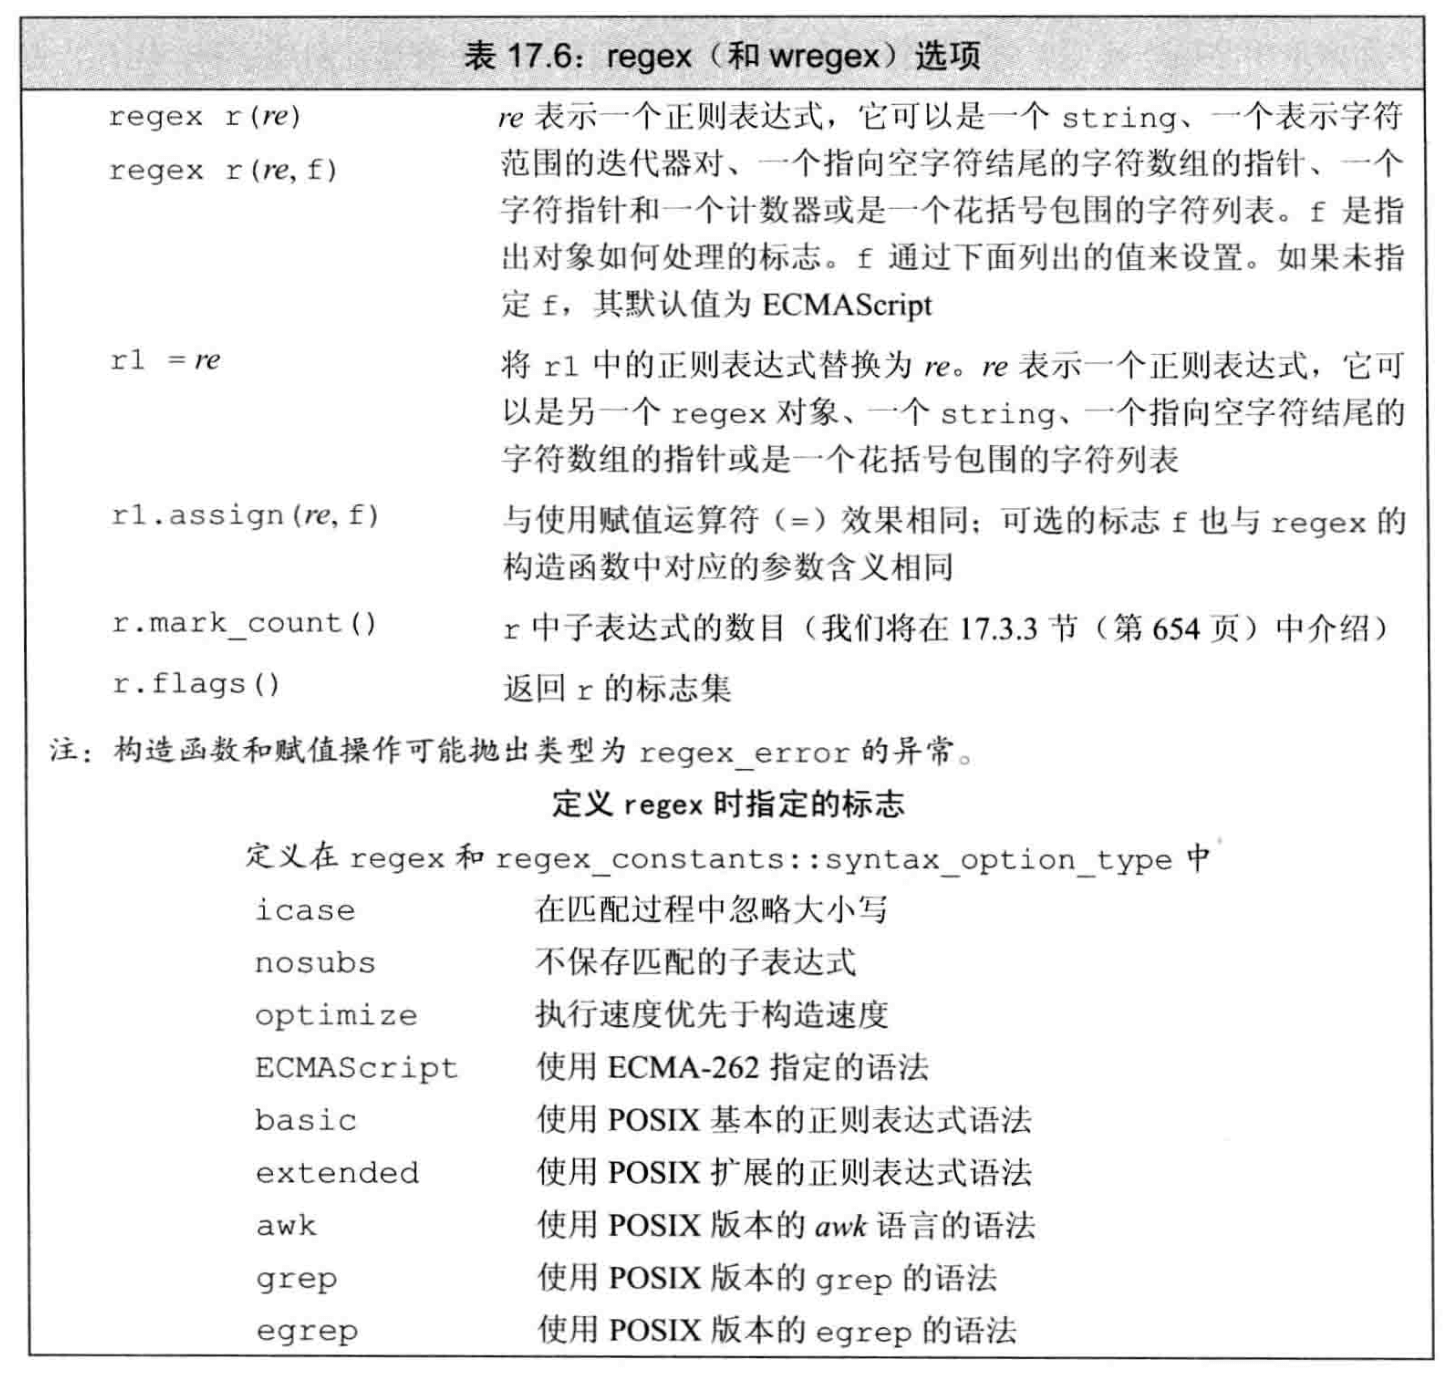 表 17.6：regex（和 wregex）选项
regex r(re)
regex r(re, f)
re 表示一个正则表达式，它可以是一个 string、一个表示字符
范围的迭代器对、一个指向空字符结尾的字符数组的指针、一个
字符指针和一个计数器或是一个花括号包围的字符列表。f 是指
出对象如何处理的标志。f 通过下面列出的值来设置。如果未指
定 f，其默认值为 ECMAScript
r1 = re
将 r1 中的正则表达式替换为 re。re 表示一个正则表达式，它可
以是另一个 regex 对象、一个 string、一个指向空字符结尾的
字符数组的指针或是一个花括号包围的字符列表
r1.assign(re, f)
与使用赋值运算符（=）效果相同；可选的标志 f 也与 regex 的
构造函数中对应的参数含义相同
r.mark_count()
r 中子表达式的数目（我们将在 17.3.3 节（第 654 页）中介绍）
r.flags()
返回 r 的标志集
注：构造函数和赋值操作可能抛出类型为 regex_error 的异常。
定义 regex 时指定的标志
定义在 regex 和 regex_constants::syntax_option_type 中
icase 在匹配过程中忽略大小写
nosubs 不保存匹配的子表达式
optimize 执行速度优先于构造速度
ECMAScript 使用 ECMA-262 指定的语法
basic 使用 POSIX 基本的正则表达式语法
extended 使用 POSIX 扩展的正则表达式语法
awk 使用 POSIX 版本的 awk 语言的语法
grep 使用 POSIX 版本的 grep 的语法
egrep 使用 POSIX 版本的 egrep 的语法